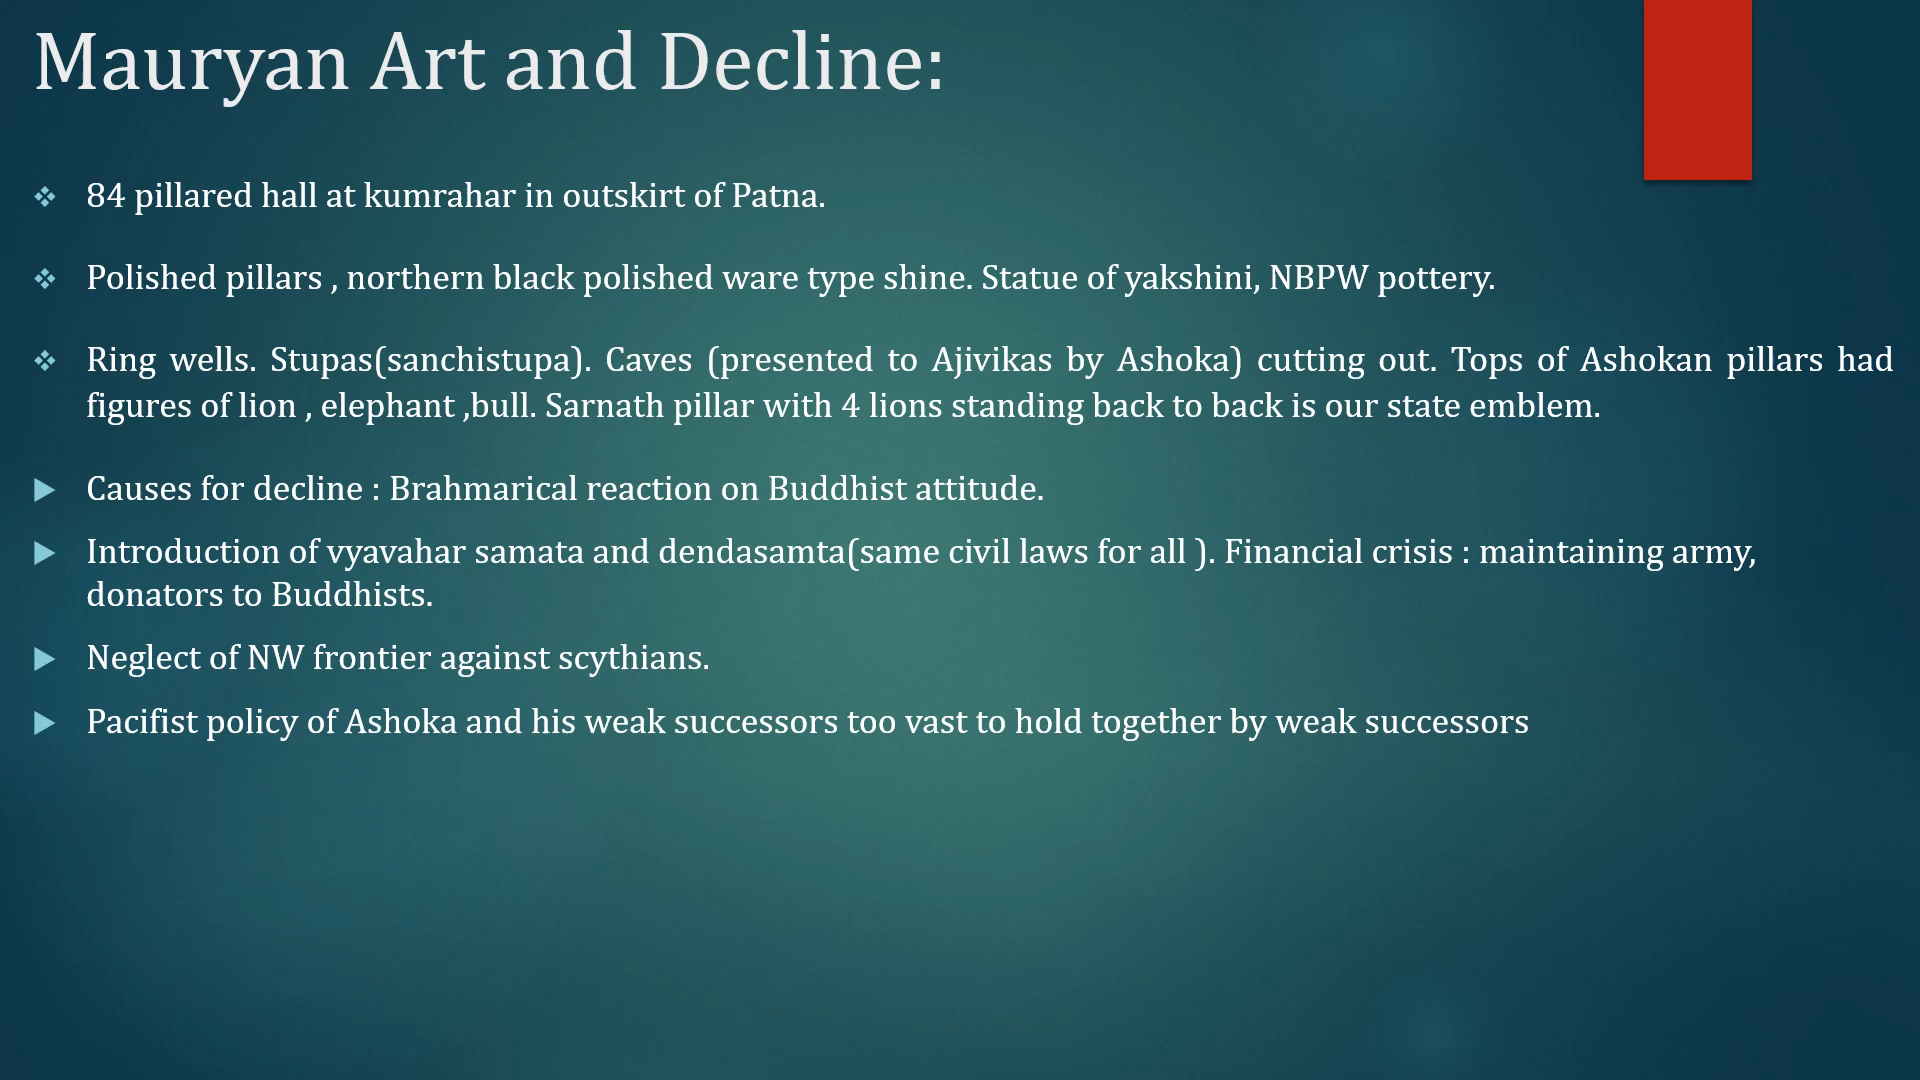 Mauryan Art and Decline:
84 pillared hall at kumrahar in outskirt of Patna.
Polished pillars , northern black polished ware type shine. Statue of yakshini, NBPW pottery.
Ring wells. Stupas(sanchistupa). Caves (presented to Ajivikas by Ashoka) cutting out. Tops of Ashokan pillars had
figures of lion , elephant ,bull. Sarnath pillar with 4 lions standing back to back is our state emblem.
Causes for decline : Brahmarical reaction on Buddhist attitude.
Introduction of vyavahar samata and dendasamta(same civil laws for all ). Financial crisis : maintaining army,
donators to Buddhists.
Neglect of NW frontier against scythians.
Pacifist policy of Ashoka and his weak successors too vast to hold together by weak successors